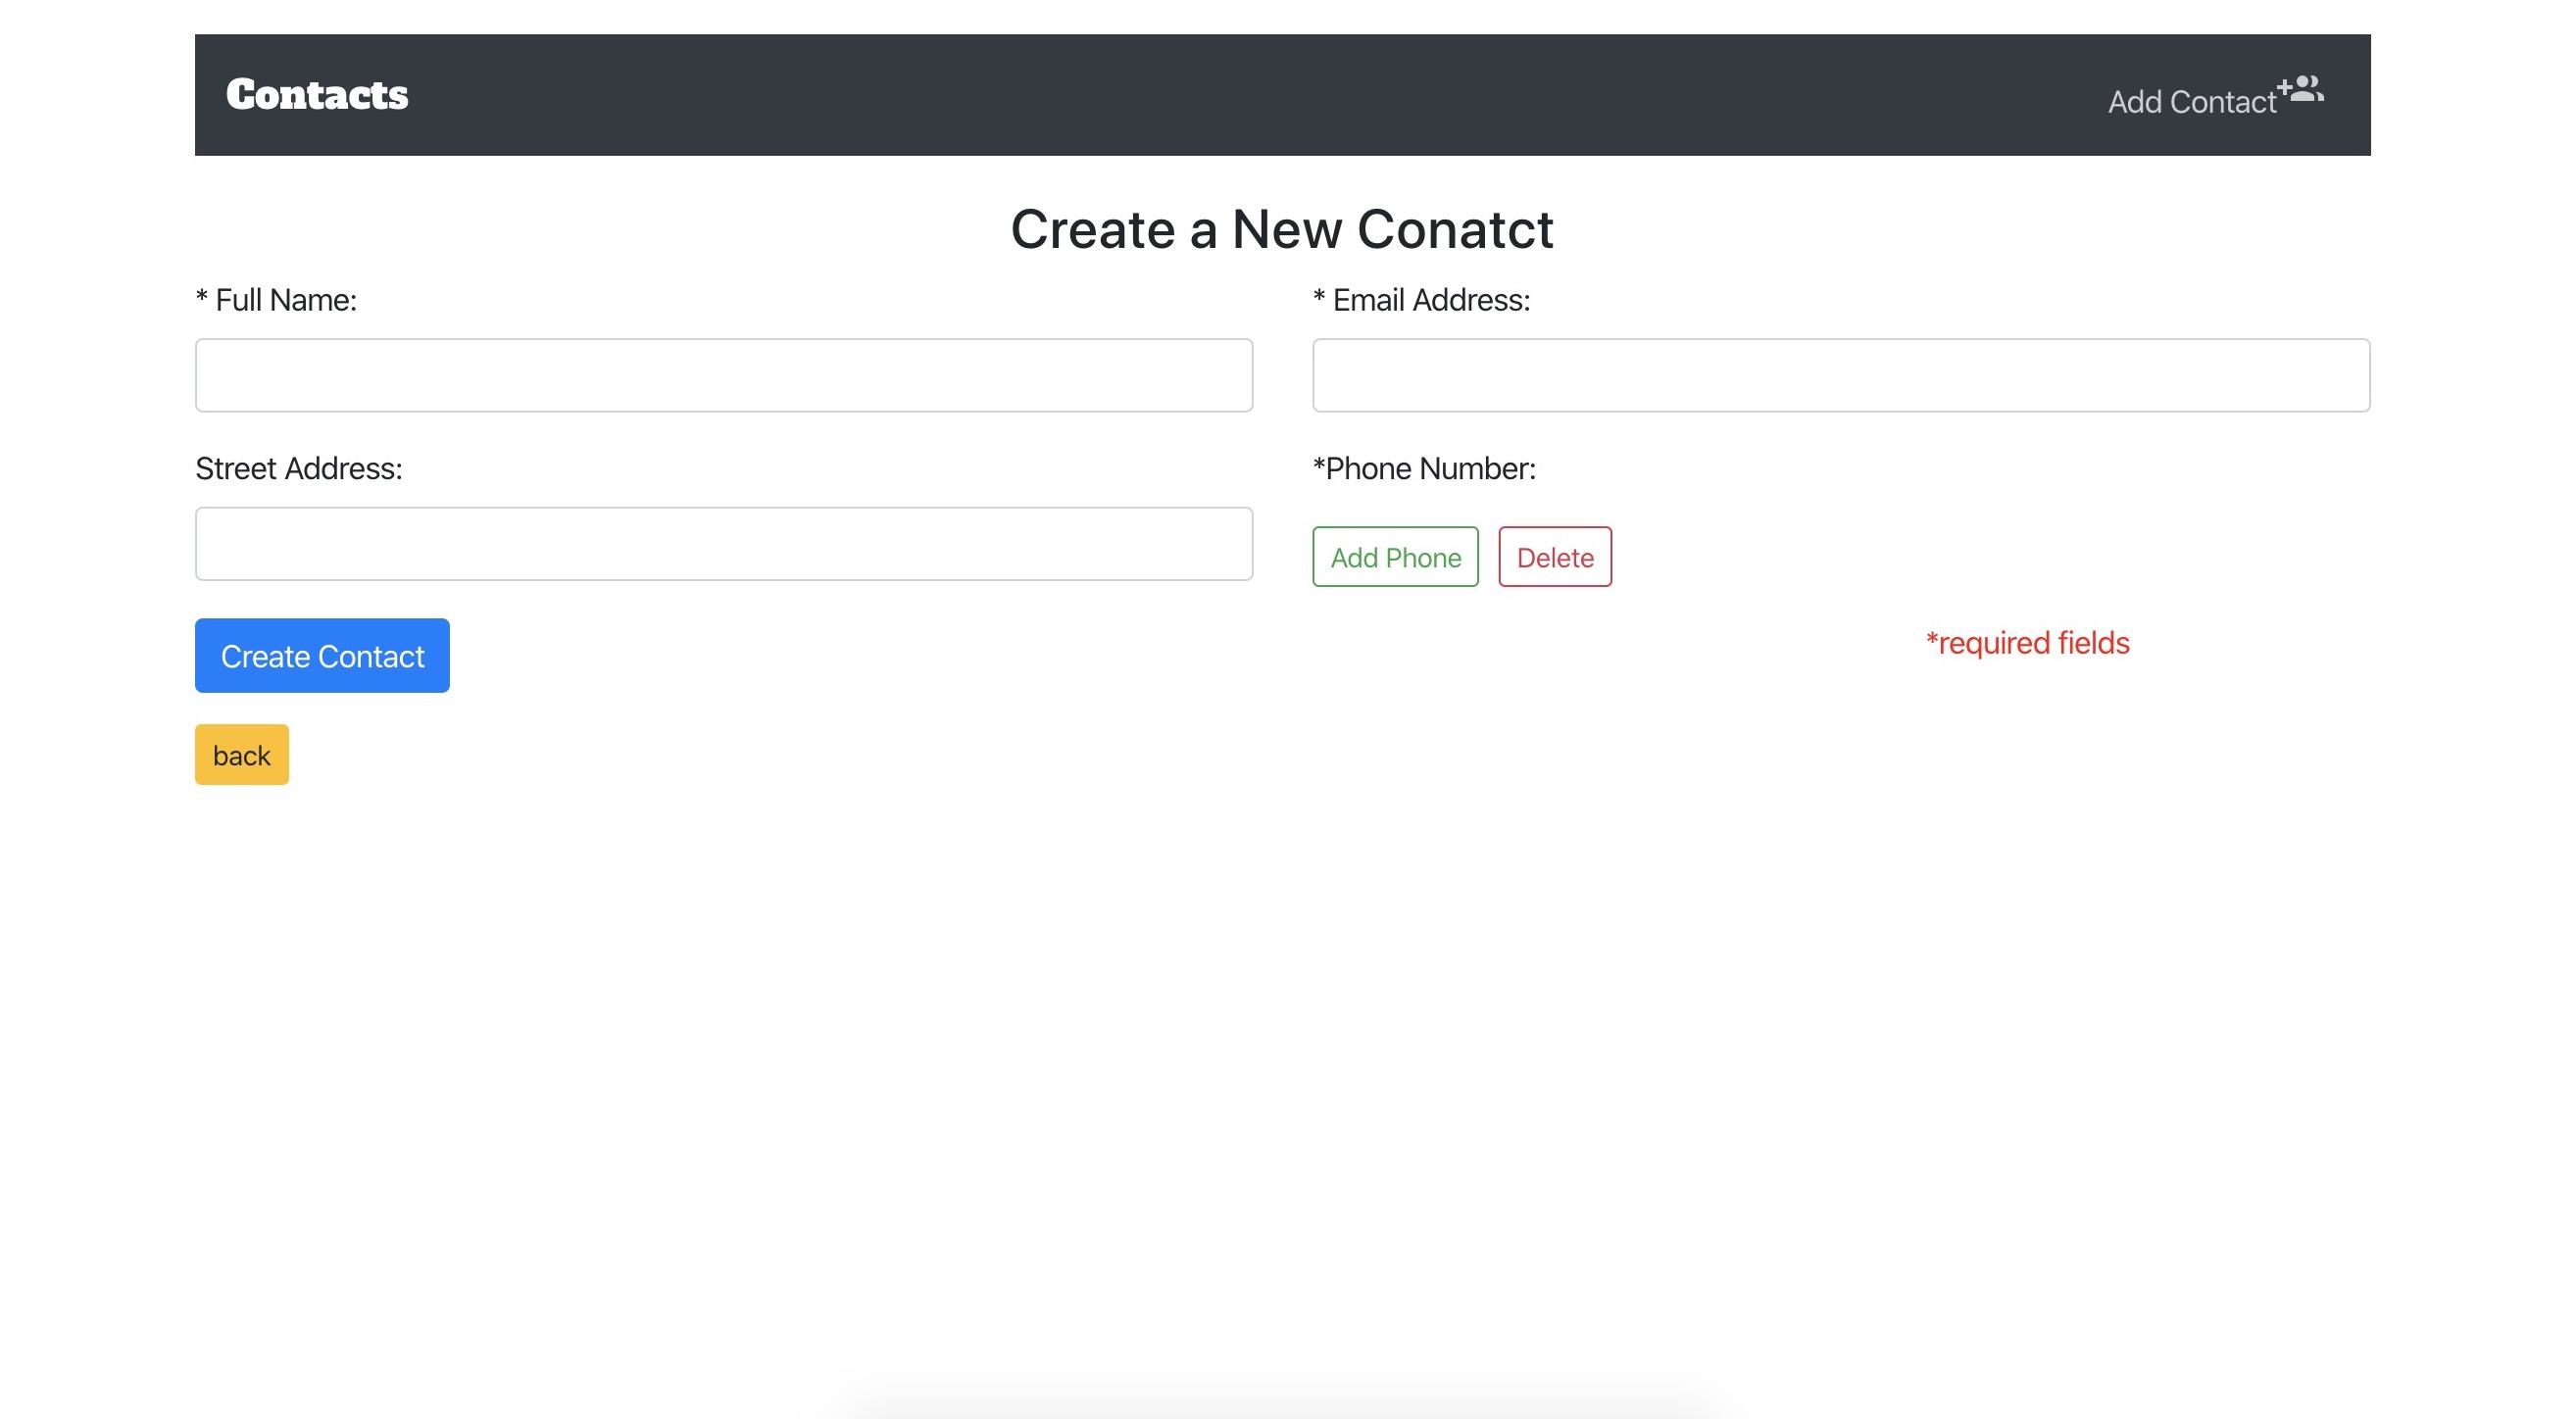 Contacts
Add Contact
Create a New Conatct
* Full Name:
* Email Address:
Street Address:
*Phone Number:
Add Phone
Delete
Create Contact
*required fields
back